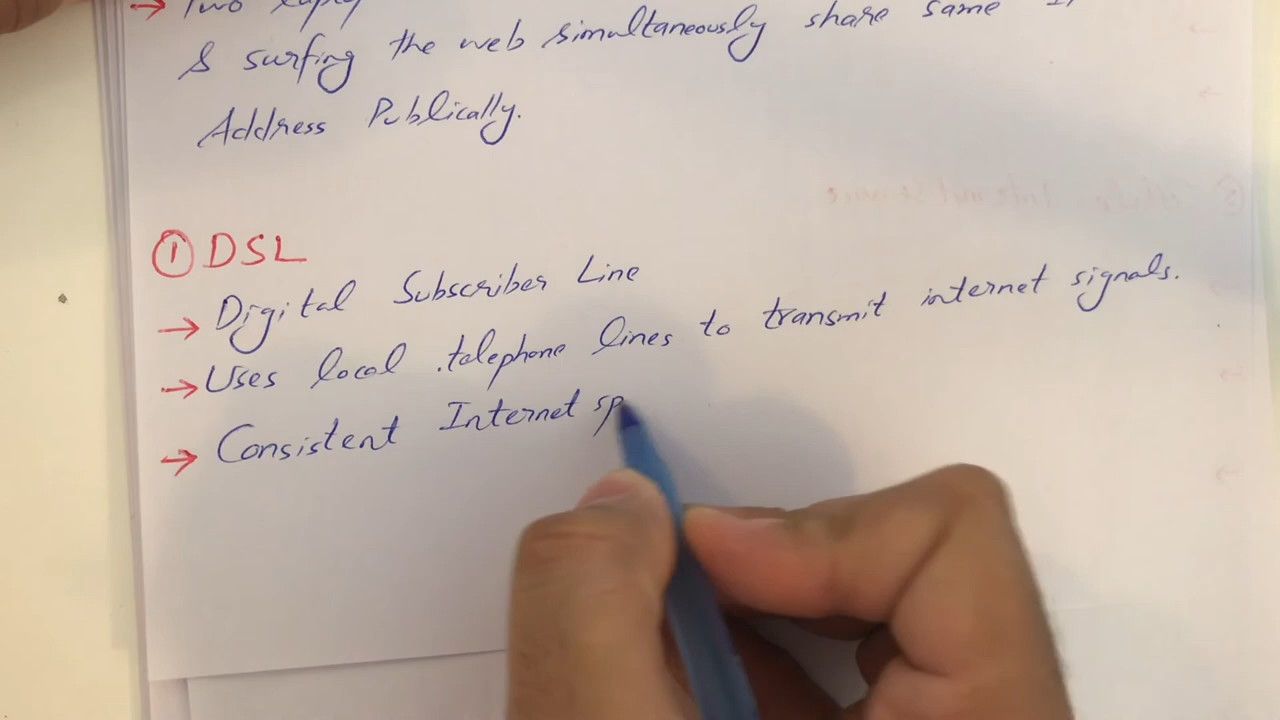 → Two
& surfing the web simultaneously share same
Address Publically.
① DSL
→ Digital Subscriber Line
→ Uses local telephone lines to transmit internet signals.
→ Consistent Internet sp